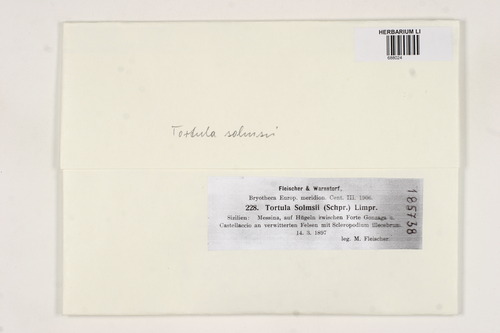 HERBARIUM LI
Tortula solmsii
Fleischer & Warnstorf.
Bryotheca Europ. meridion. Cent. III. 1906.
228. Tortula Solmsii (Schpr.) Limpr.
Sizilien: Messina, auf Hügeln zwischen Forte Gonzaga u.
Castellaccio an verwitterten Felsen mit Scleropodium illecebrum.
14. 3. 1897
leg. M. Fleischer.
185738